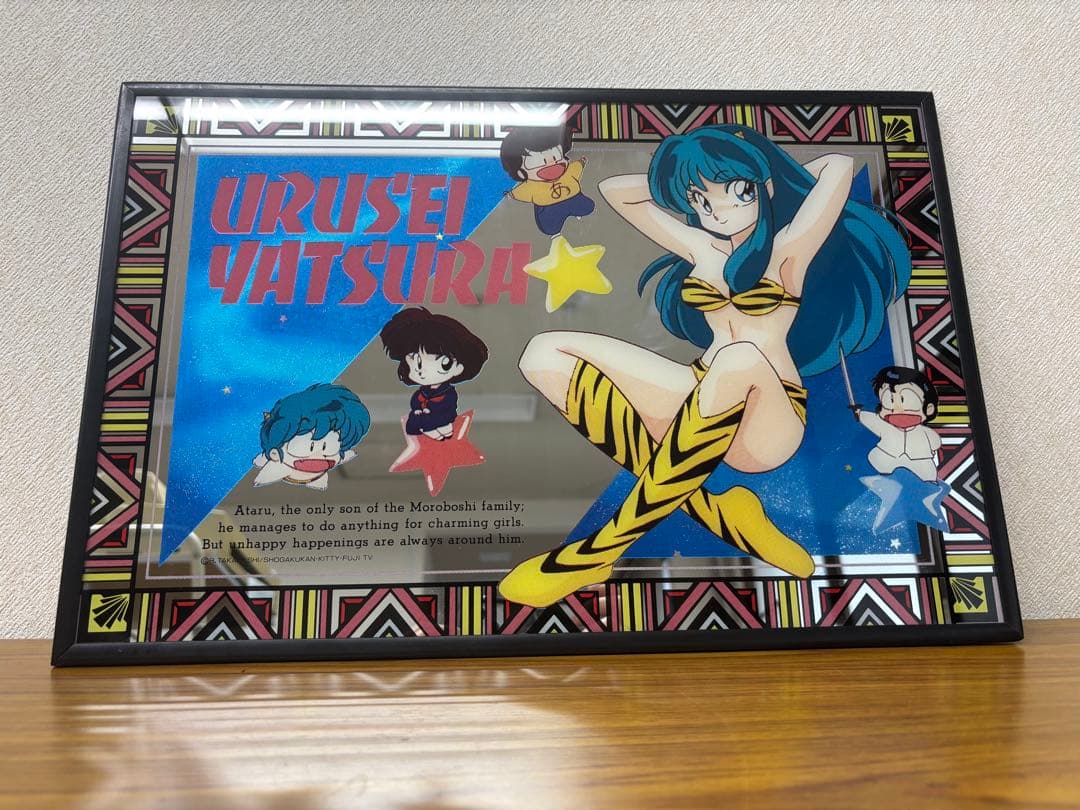 URUSEI
YATSURA
あ
Ataru, the only son of the Moroboshi family;
he manages to do anything for charming girls.
But unhappy happenings are always around him.
©R.TAKAHASHI/SHOGAKUKAN·KITTY·FUJI TV